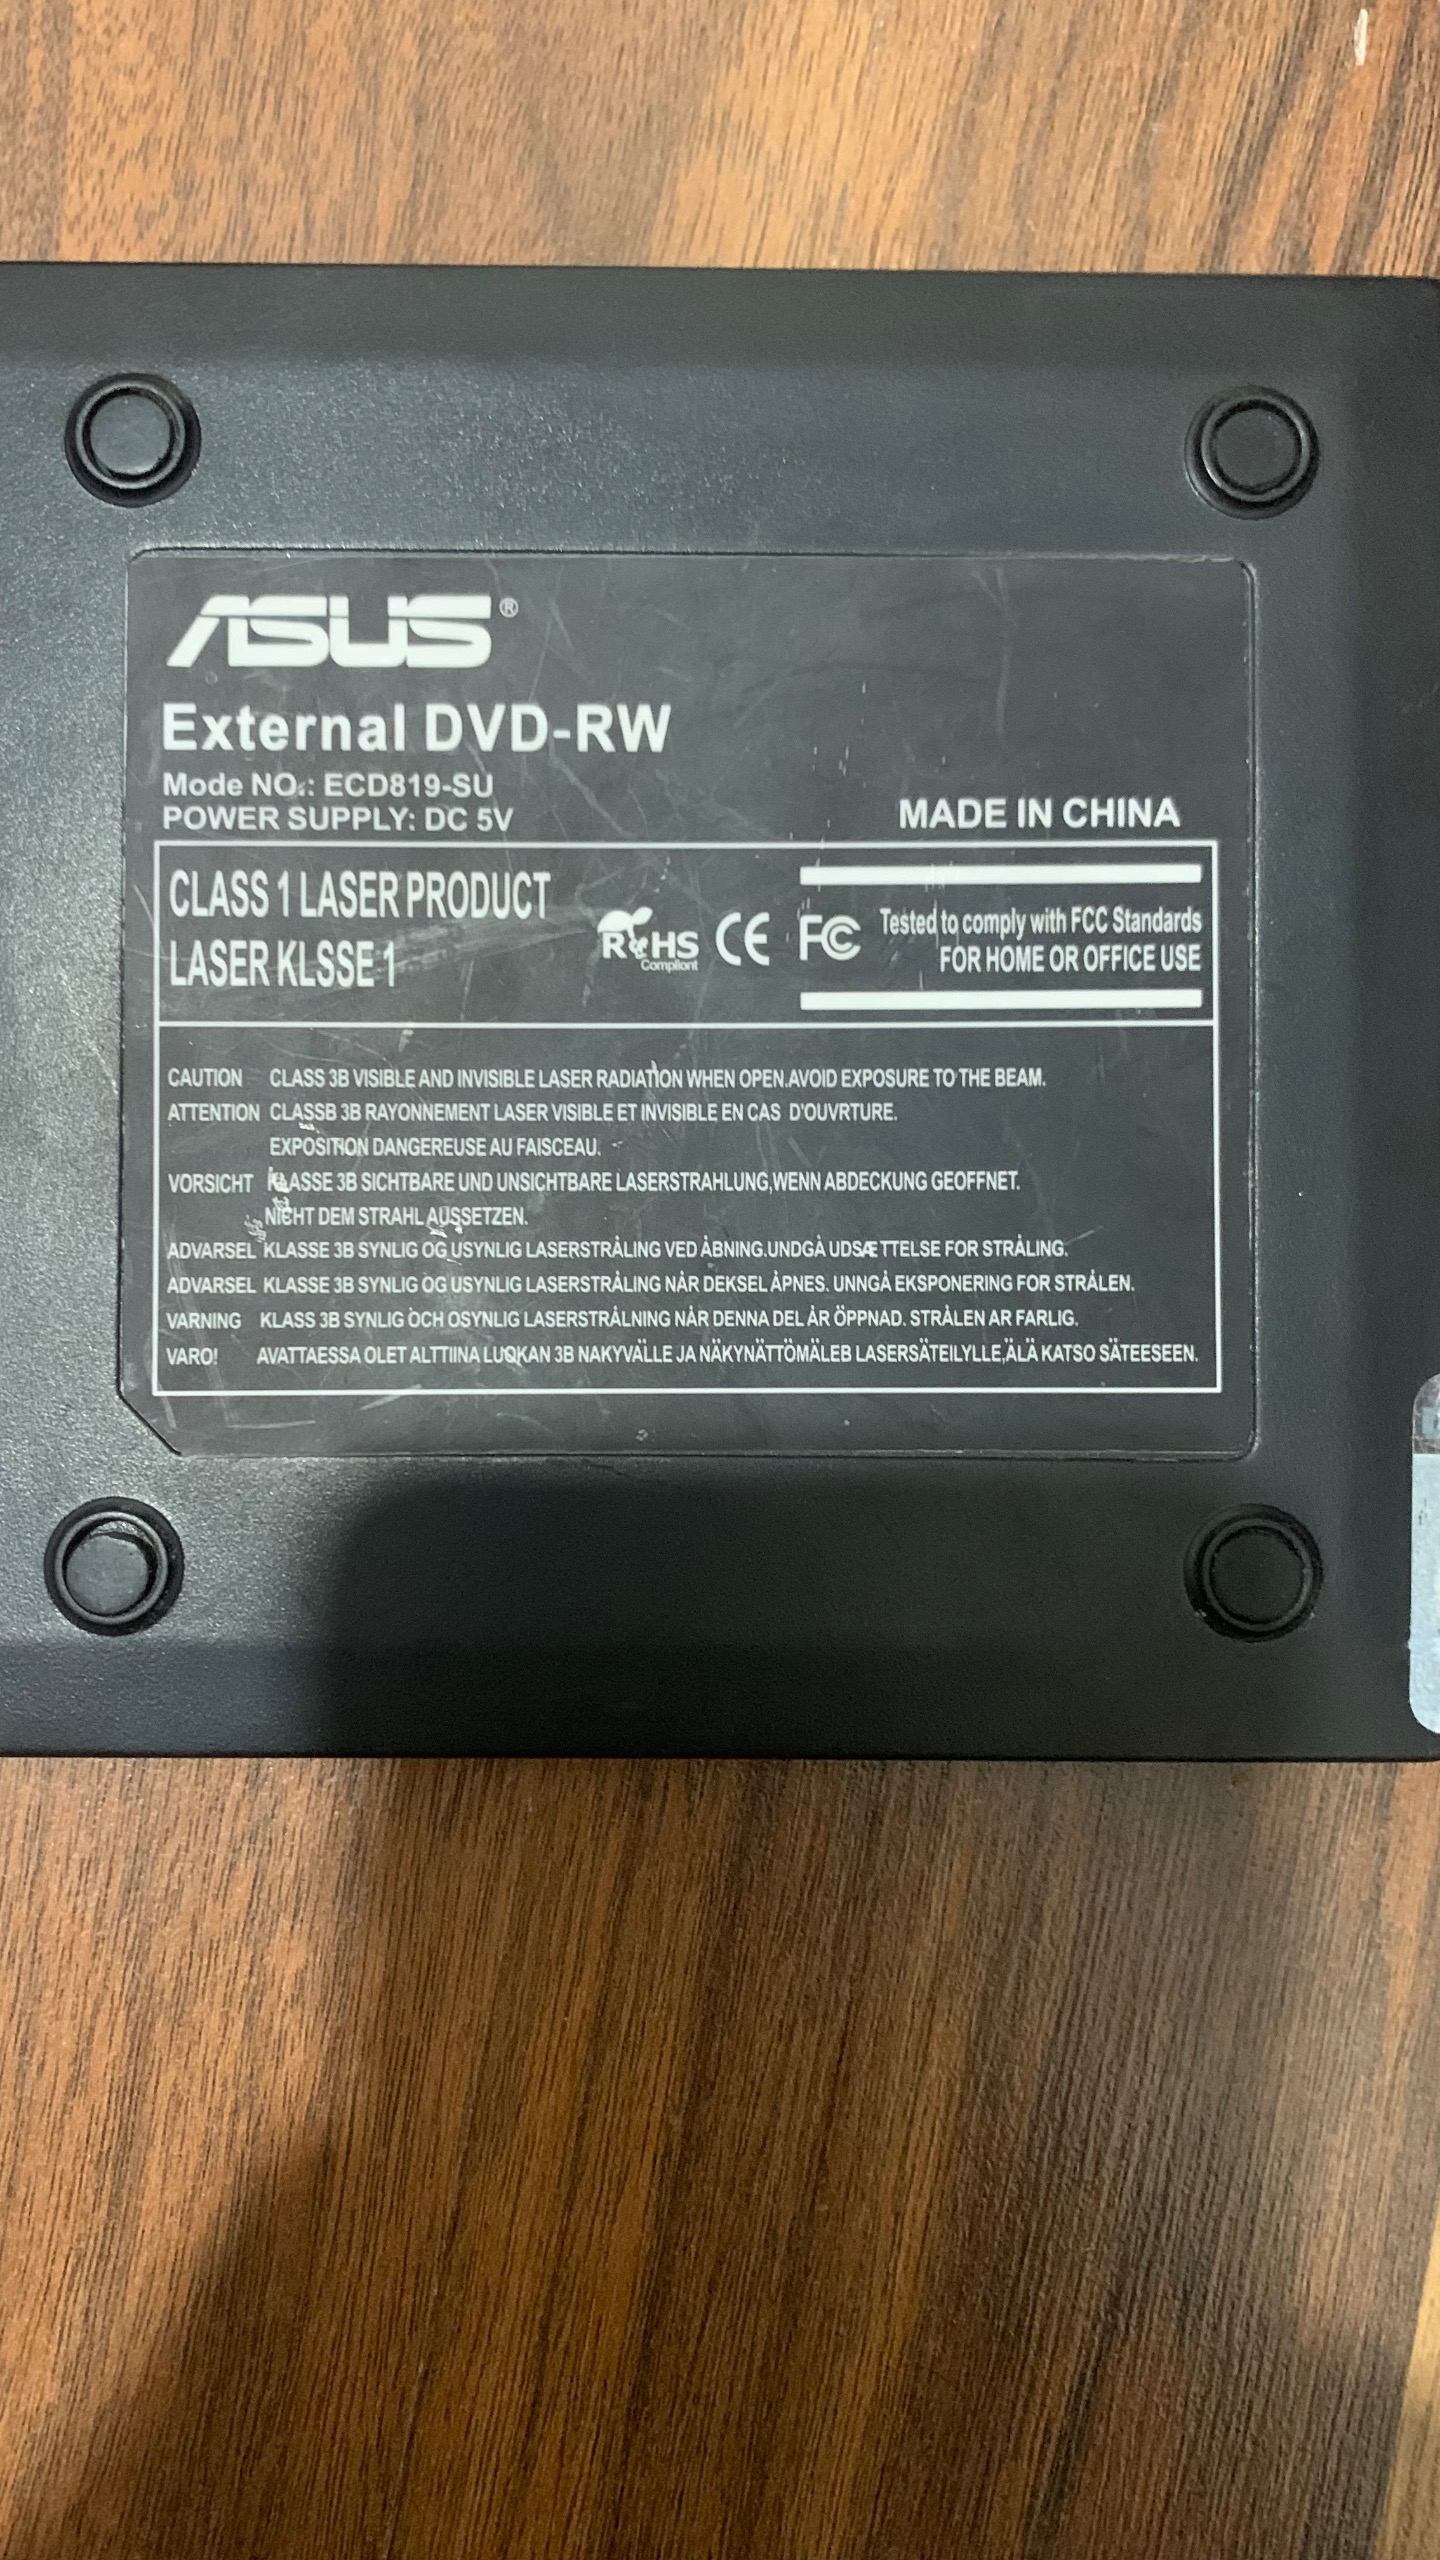 ASUS®
External DVD-RW
Mode NO.: ECD819-SU
POWER SUPPLY: DC 5V
MADE IN CHINA
CLASS 1 LASER PRODUCT
LASER KLSSE 1
RoHS
Compliant
CE FC
Tested to comply with FCC Standards
FOR HOME OR OFFICE USE
CAUTION CLASS 3B VISIBLE AND INVISIBLE LASER RADIATION WHEN OPEN.AVOID EXPOSURE TO THE BEAM.
ATTENTION CLASSB 3B RAYONNEMENT LASER VISIBLE ET INVISIBLE EN CAS D'OUVRTURE.
EXPOSITION DANGEREUSE AU FAISCEAU.
VORSICHT KLASSE 3B SICHTBARE UND UNSICHTBARE LASERSTRAHLUNG,WENN ABDECKUNG GEOFFNET.
NICHT DEM STRAHL AUSSETZEN.
ADVARSEL KLASSE 3B SYNLIG OG USYNLIG LASERSTRÅLING VED ÅBNING.UNDGÅ UDSÆTTELSE FOR STRÅLING.
ADVARSEL KLASSE 3B SYNLIG OG USYNLIG LASERSTRÅLING NÅR DEKSEL ÅPNES. UNNGÅ EKSPONERING FOR STRÅLEN.
VARNING KLASS 3B SYNLIG OCH OSYNLIG LASERSTRÅLNING NÅR DENNA DEL ÅR ÖPPNAD. STRÅLEN AR FARLIG.
VARO! AVATTAESSA OLET ALTTIINA LUOKAN 3B NAKYVÄLLE JA NÄKYNÄTTÖMÄLEB LASERSÄTEILYLLE,ÄLÄ KATSO SÄTEESEEN.